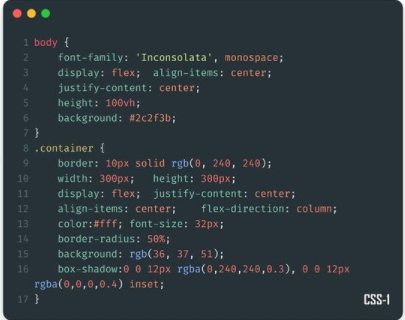 1 body {
2     font-family: 'Inconsolata', monospace;
3     display: flex;  align-items: center;
4     justify-content: center;
5     height: 100vh;
6     background: #2c2f3b;
7 }
8 .container {
9     border: 10px solid rgb(0, 240, 240);
10     width: 300px;   height: 300px;
11     display: flex;  justify-content: center;
12     align-items: center;    flex-direction: column;
13     color:#fff; font-size: 32px;
14     border-radius: 50%;
15     background: rgb(36, 37, 51);
16     box-shadow:0 0 12px rgba(0,240,240,0.3), 0 0 12px
rgba(0,0,0,0.4) inset;
17 }
CSS-1